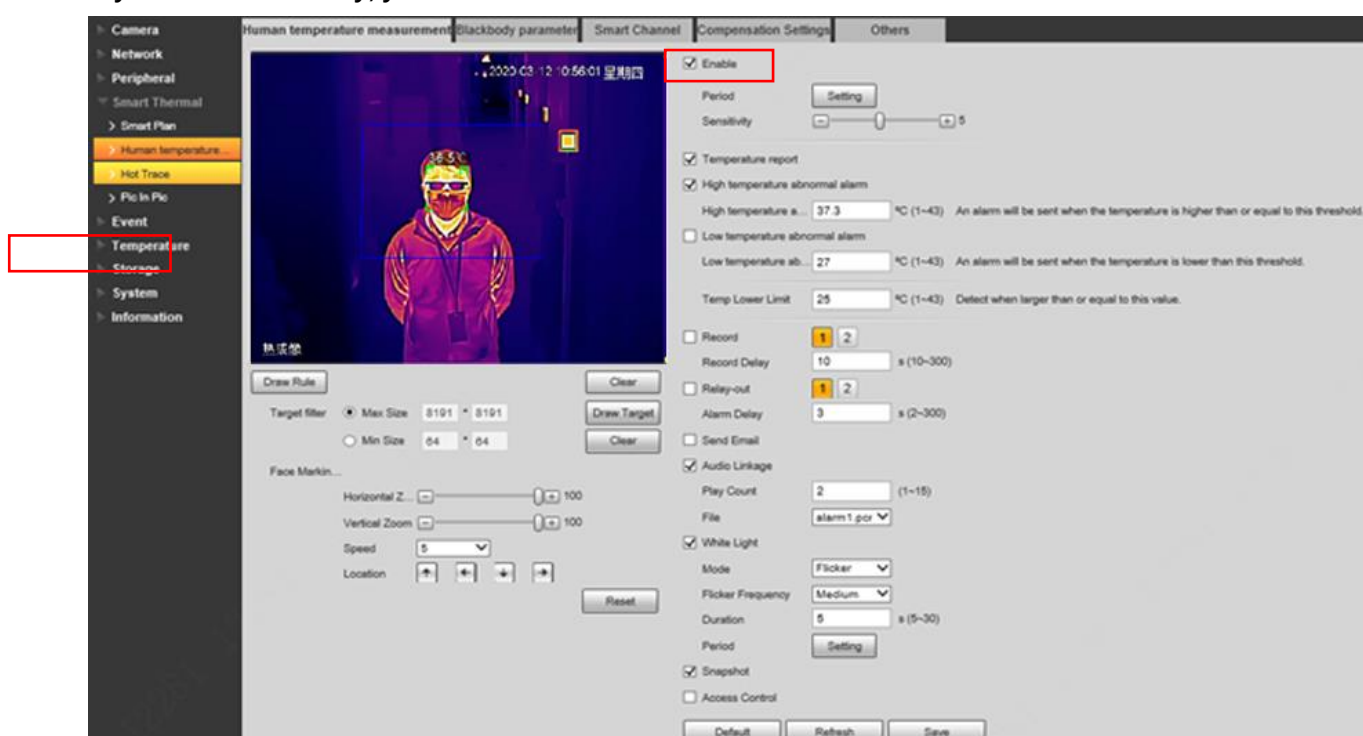 Camera
Network
Peripheral
Smart Thermal
Smart Plan
Human temperature...
Hot Trace
Pic In Pic
Event
Temperature
Storage
System
Information
Human temperature measurement Blackbody parameter Smart Channel Compensation Settings Others
2020-03-12 10:56:01 星期四
36.5℃
热成像
Draw Rule Clear
Target filter Max Size 8191 * 8191 Draw Target
Min Size 64 * 64 Clear
Face Markin...
Horizontal Z... 100
Vertical Zoom 100
Speed 5
Location
Reset
Enable
Period Setting
Sensitivity 5
Temperature report
High temperature abnormal alarm
High temperature a... 37.3 ℃ (1~43) An alarm will be sent when the temperature is higher than or equal to this threshold.
Low temperature abnormal alarm
Low temperature ab... 27 ℃ (1~43) An alarm will be sent when the temperature is lower than this threshold.
Temp Lower Limit 25 ℃ (1~43) Detect when larger than or equal to this value.
Record 1 2
Record Delay 10 s (10~300)
Relay-out 1 2
Alarm Delay 3 s (2~300)
Send Email
Audio Linkage
Play Count 2 (1~15)
File alarm1.pcr
White Light
Mode Flicker
Flicker Frequency Medium
Duration 5 s (5~30)
Period Setting
Snapshot
Access Control
Default Refresh Save